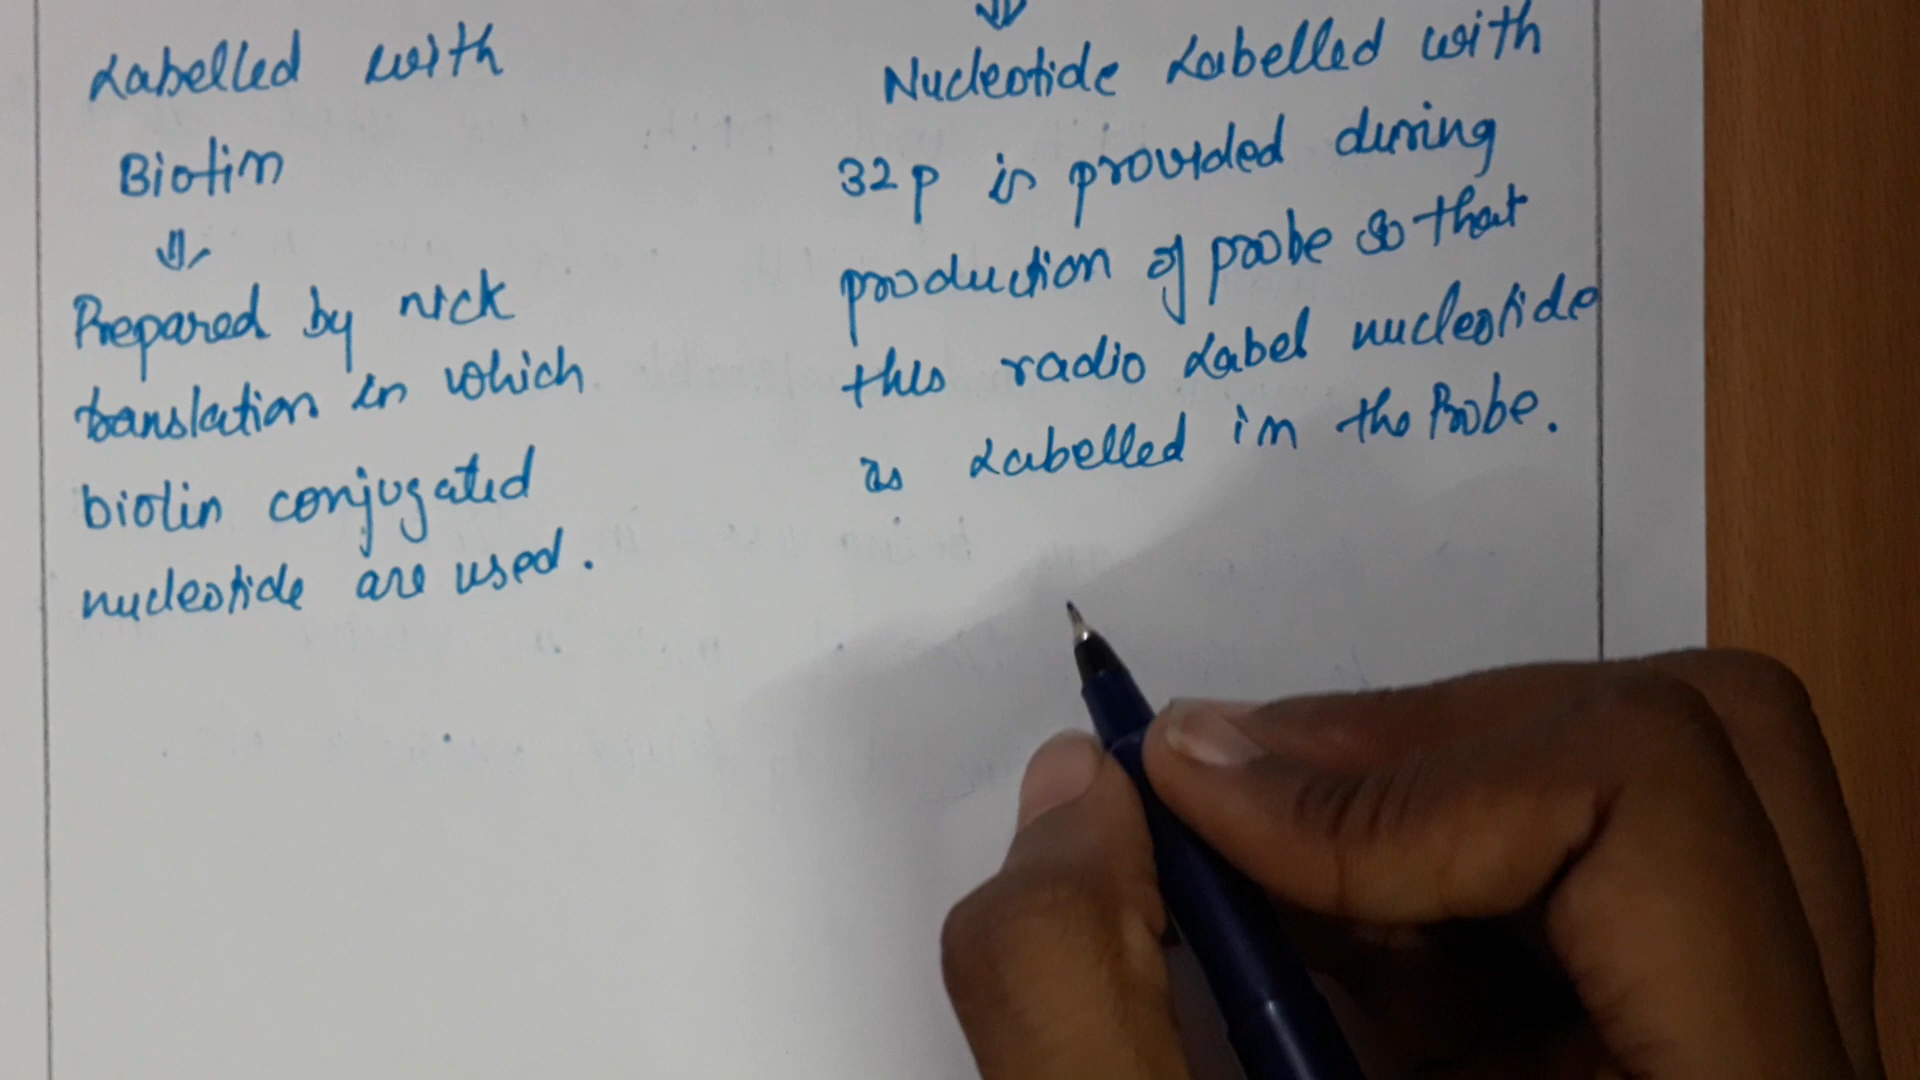 Labelled with
Biotin
⇓
Prepared by nick
translation in which
biotin conjugated
nucleotide are used.
⇓
Nucleotide Labelled with
32p is provided during
production of probe so that
this radio Label nucleotide
is Labelled in the Probe.